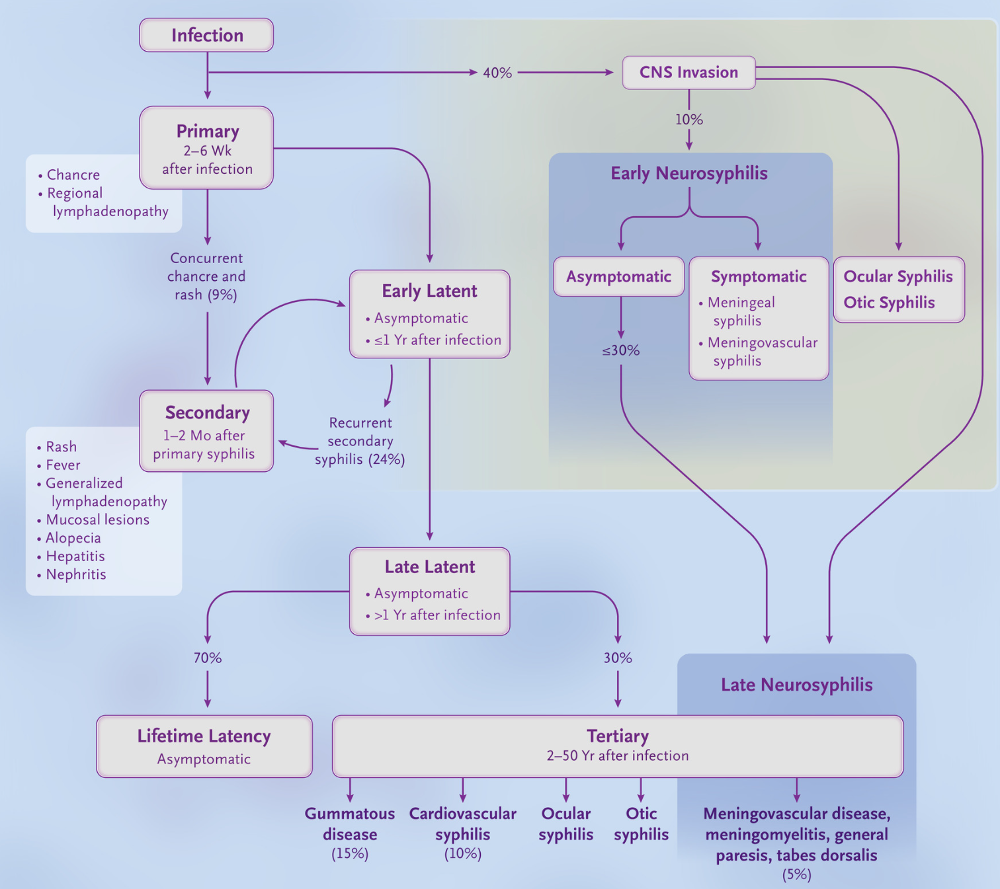 Infection
40%
CNS Invasion
Primary
2–6 Wk
after infection
• Chancre
• Regional
lymphadenopathy
10%
Early Neurosyphilis
Concurrent
chancre and
rash (9%)
Early Latent
• Asymptomatic
• ≤1 Yr after infection
Asymptomatic
≤30%
Symptomatic
• Meningeal
syphilis
• Meningovascular
syphilis
Ocular Syphilis
Otic Syphilis
Secondary
1–2 Mo after
primary syphilis
Recurrent
secondary
syphilis (24%)
• Rash
• Fever
• Generalized
lymphadenopathy
• Mucosal lesions
• Alopecia
• Hepatitis
• Nephritis
Late Latent
• Asymptomatic
• >1 Yr after infection
70%
30%
Late Neurosyphilis
Lifetime Latency
Asymptomatic
Tertiary
2–50 Yr after infection
Gummatous
disease
(15%)
Cardiovascular
syphilis
(10%)
Ocular
syphilis
Otic
syphilis
Meningovascular disease,
meningomyelitis, general
paresis, tabes dorsalis
(5%)